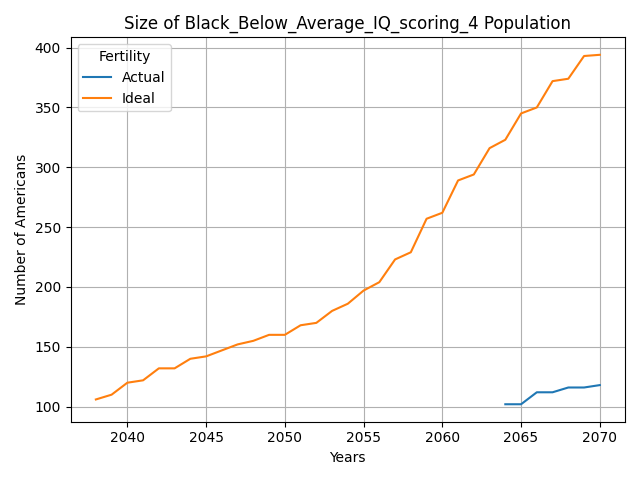 Size of Black_Below_Average_IQ_scoring_4 Population
Fertility
Actual
Ideal
400
350
300
250
200
150
100
Number of Americans
2040 2045 2050 2055 2060 2065 2070
Years